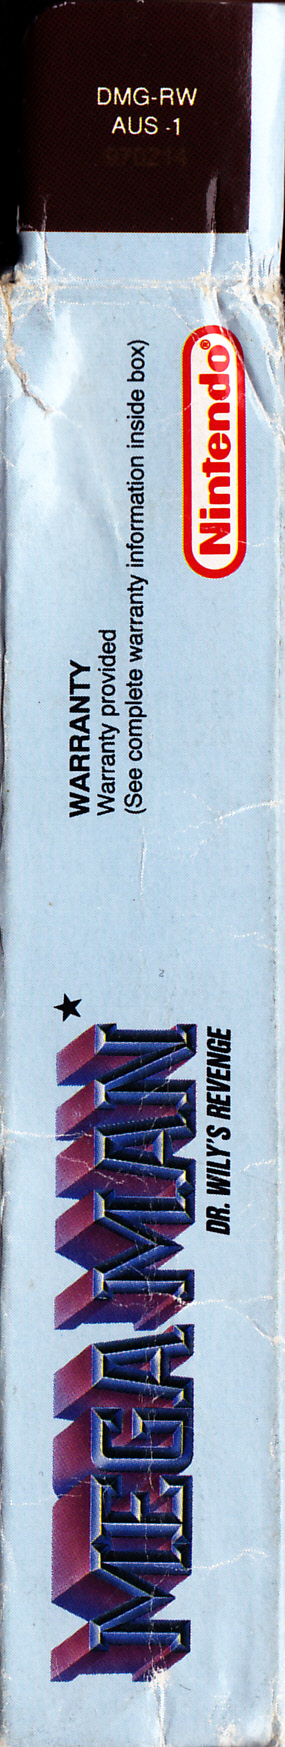 DMG-RW
AUS -1
970214
Nintendo®
WARRANTY
Warranty provided
(See complete warranty information inside box)
MEGA MAN★
DR. WILY'S REVENGE